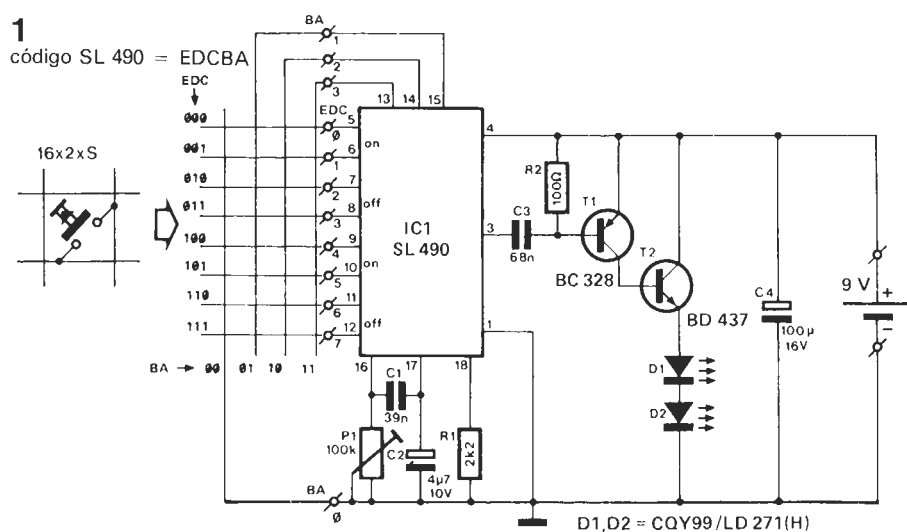 1
código SL 490 = EDCBA
EDC
000
001
010
011
100
101
110
111
16x2xS
BA → 00 01 10 11
BA
1
2
3
EDC
0
1
2
3
4
5
6
7
BA
0
13 14 15
5 on
6
7
8 off
9
10 on
11
12 off
16 17 18
4
3
1
IC1
SL 490
C1
39n
P1
100k
C2
4µ7
10V
R1
2k2
R2
100Ω
C3
68n
T1
BC 328
T2
BD 437
D1
D2
C4
100µ
16V
9 V
+
-
D1,D2 = CQY99/LD 271(H)